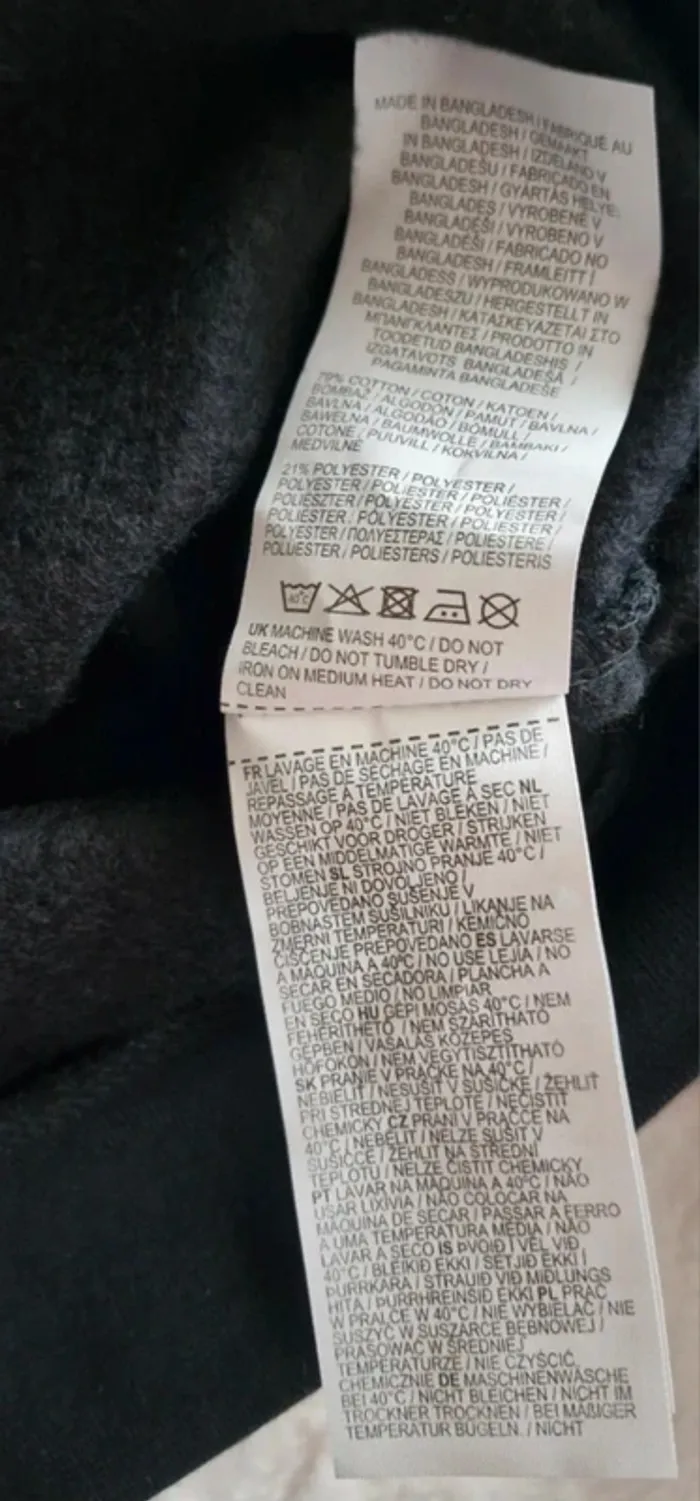 MADE IN BANGLADESH / FABRIQUÉ AU
BANGLADESH / GEMAAKT
IN BANGLADESH / IZDELANO V
BANGLADEŠU / FABRICADO EN
BANGLADESH / GYÁRTÁS HELYE:
BANGLADES / VYROBENÉ V
BANGLADÉŠI / VYROBENO V
BANGLADÉŠI / FABRICADO NO
BANGLADESH / FRAMLEITT Í
BANGLADESS / WYPRODUKOWANO W
BANGLADESZU / HERGESTELLT IN
BANGLADESH / ΚΑΤΑΣΚΕΥΑΖΕΤΑΙ ΣΤΟ
ΜΠΑΝΓΚΛΑΝΤΕΣ / PRODOTTO IN
TOODETUD BANGLADESHIS /
IZGATAVOTS BANGLADEŠĀ /
PAGAMINTA BANGLADEŠE
79% COTTON / COTON / KATOEN /
BOMBAŽ / ALGODÓN / PAMUT / BAVLNA /
BAVLNA / ALGODÃO / BÓMULL /
BAWEŁNA / BAUMWOLLE / BAMBAKI /
COTONE / PUUVILL / KOKVILNA /
MEDVILNĖ
21% POLYESTER / POLYESTER /
POLYESTER / POLIESTER / POLIÉSTER /
POLIÉSZTER / POLYESTER / POLYESTER /
POLIÉSTER / PÓLYESTER / POLIESTER /
POLYESTER / ΠΟΛΥΕΣΤΕΡΑΣ / POLIESTERE /
POLUESTER / POLIESTERS / POLIESTERIS
40°C
UK MACHINE WASH 40°C / DO NOT
BLEACH / DO NOT TUMBLE DRY /
IRON ON MEDIUM HEAT / DO NOT DRY
CLEAN
FR LAVAGE EN MACHINE 40°C / PAS DE
JAVEL / PAS DE SÉCHAGE EN MACHINE /
REPASSAGE À TEMPÉRATURE
MOYENNE / PAS DE LAVAGE À SEC NL
WASSEN OP 40°C / NIET BLEKEN / NIET
GESCHIKT VOOR DROGER / STRIJKEN
OP EEN MIDDELMATIGE WARMTE / NIET
STOMEN SL STROJNO PRANJE 40°C /
BELJENJE NI DOVOLJENO /
PREPOVEDANO SUŠENJE V
BOBNASTEM SUŠILNIKU / LIKANJE NA
ZMERNI TEMPERATURI / KEMIČNO
ČIŠČENJE PREPOVEDANO ES LAVARSE
A MÁQUINA A 40°C / NO USE LEJÍA / NO
SECAR EN SECADORA / PLANCHA A
FUEGO MEDIO / NO LIMPIAR
EN SECO HU GÉPI MOSÁS 40°C / NEM
FEHÉRÍTHETŐ / NEM SZÁRÍTHATÓ
GÉPBEN / VASALÁS KÖZEPES
HŐFOKON / NEM VEGYTISZTÍTHATÓ
SK PRANIE V PRÁČKE NA 40°C /
NEBIELIŤ / NESUŠIŤ V SUŠIČKE / ŽEHLIŤ
PRI STREDNEJ TEPLOTE / NEČISTIŤ
CHEMICKY CZ PRANÍ V PRAČCE NA
40°C / NEBĚLIT / NELZE SUŠIT V
SUŠIČCE / ŽEHLIT NA STŘEDNÍ
TEPLOTU / NELZE ČISTIT CHEMICKY
PT LAVAR NA MÁQUINA A 40°C / NÃO
USAR LIXÍVIA / NÃO COLOCAR NA
MÁQUINA DE SECAR / PASSAR A FERRO
A UMA TEMPERATURA MÉDIA / NÃO
LAVAR A SECO IS ÞVOIÐ Í VÉL VIÐ
40°C / BLEIKIÐ EKKI / SETJIÐ EKKI Í
ÞURRKARA / STRAUIÐ VIÐ MIÐLUNGS
HITA / ÞURRHREINSIÐ EKKI PL PRAĆ
W PRALCE W 40°C / NIE WYBIELAĆ / NIE
SUSZYĆ W SUSZARCE BĘBNOWEJ /
PRASOWAĆ W ŚREDNIEJ
TEMPERATURZE / NIE CZYŚCIĆ
CHEMICZNIE DE MASCHINENWÄSCHE
BEI 40°C / NICHT BLEICHEN / NICHT IM
TROCKNER TROCKNEN / BEI MÄßIGER
TEMPERATUR BÜGELN. / NICHT